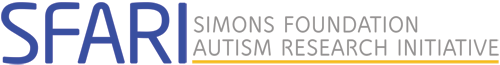 SFARI
SIMONS FOUNDATION
AUTISM RESEARCH INITIATIVE